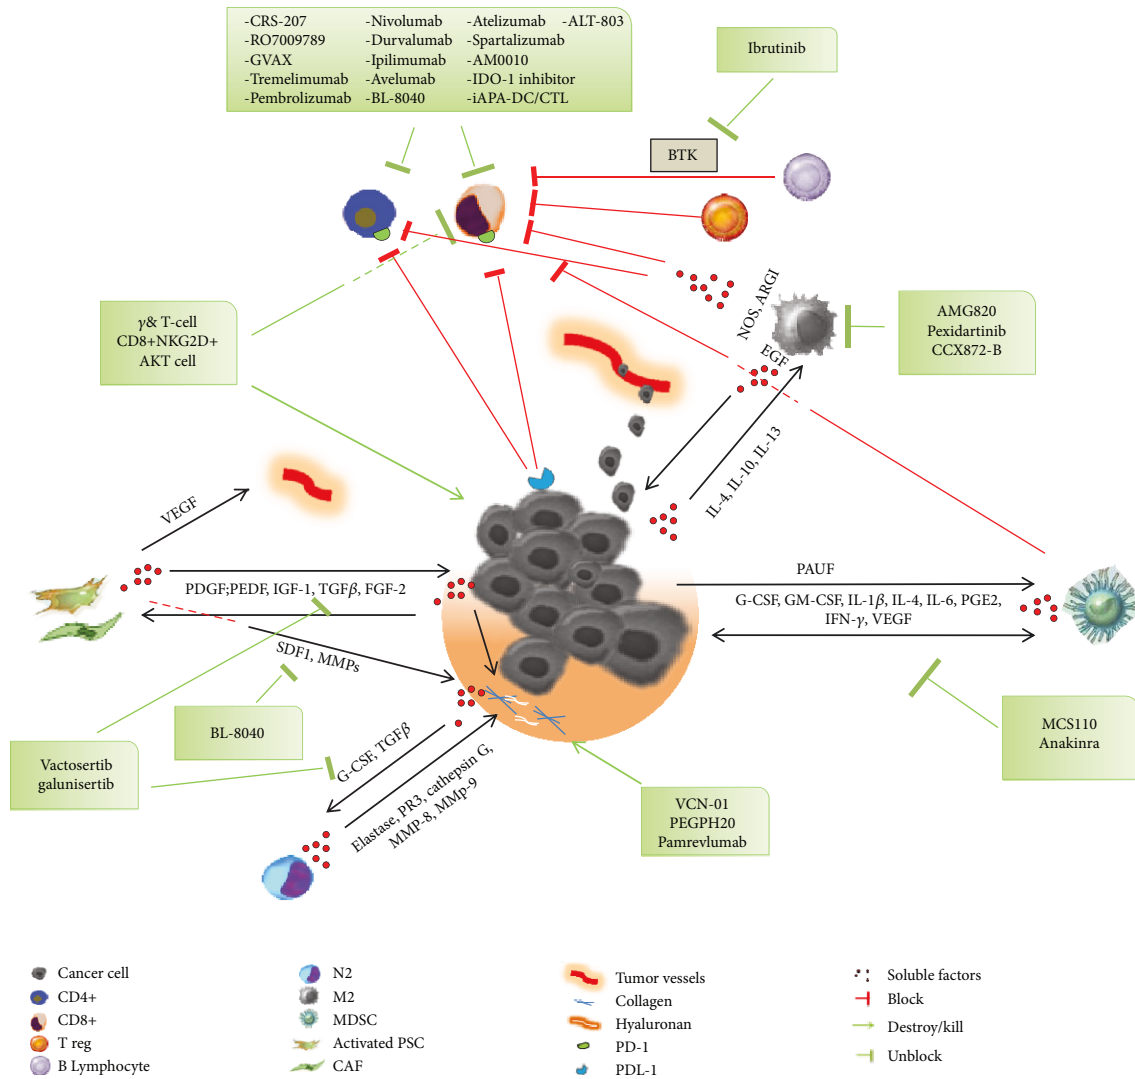 -CRS-207
-RO7009789
-GVAX
-Tremelimumab
-Pembrolizumab
-Nivolumab
-Durvalumab
-Ipilimumab
-Avelumab
-BL-8040
-Atelizumab
-Spartalizumab
-AM0010
-IDO-1 inhibitor
-iAPA-DC/CTL
-ALT-803
Ibrutinib
BTK
NOS, ARGI
EGF
AMG820
Pexidartinib
CCX872-B
γ& T-cell
CD8+NKG2D+
AKT cell
IL-4, IL-10, IL-13
VEGF
PDGF;PEDF, IGF-1, TGFβ, FGF-2
SDF1, MMPs
PAUF
G-CSF, GM-CSF, IL-1β, IL-4, IL-6, PGE2,
IFN-γ, VEGF
BL-8040
Vactosertib
galunisertib
G-CSF, TGFβ
Elastase, PR3, cathepsin G,
MMP-8, MMp-9
MCS110
Anakinra
VCN-01
PEGPH20
Pamrevlumab
Cancer cell
CD4+
CD8+
T reg
B Lymphocyte
N2
M2
MDSC
Activated PSC
CAF
Tumor vessels
Collagen
Hyaluronan
PD-1
PDL-1
Soluble factors
Block
Destroy/kill
Unblock